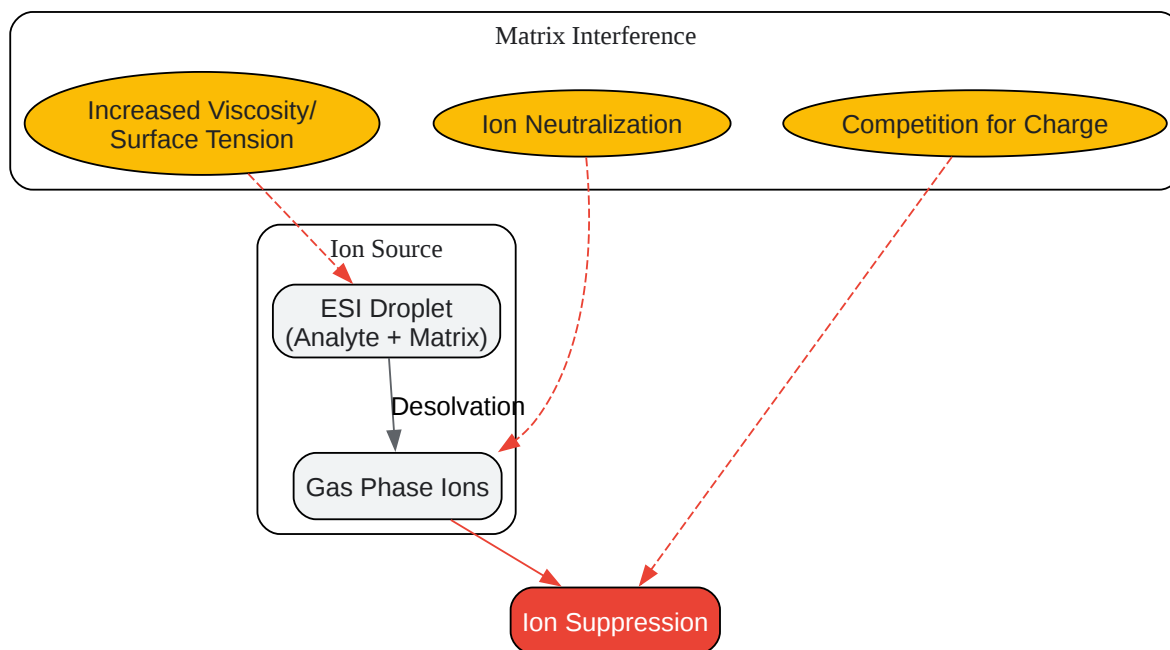 Matrix Interference
Increased Viscosity/
Surface Tension
Ion Neutralization
Competition for Charge
Ion Source
ESI Droplet
(Analyte + Matrix)
Desolvation
Gas Phase Ions
Ion Suppression